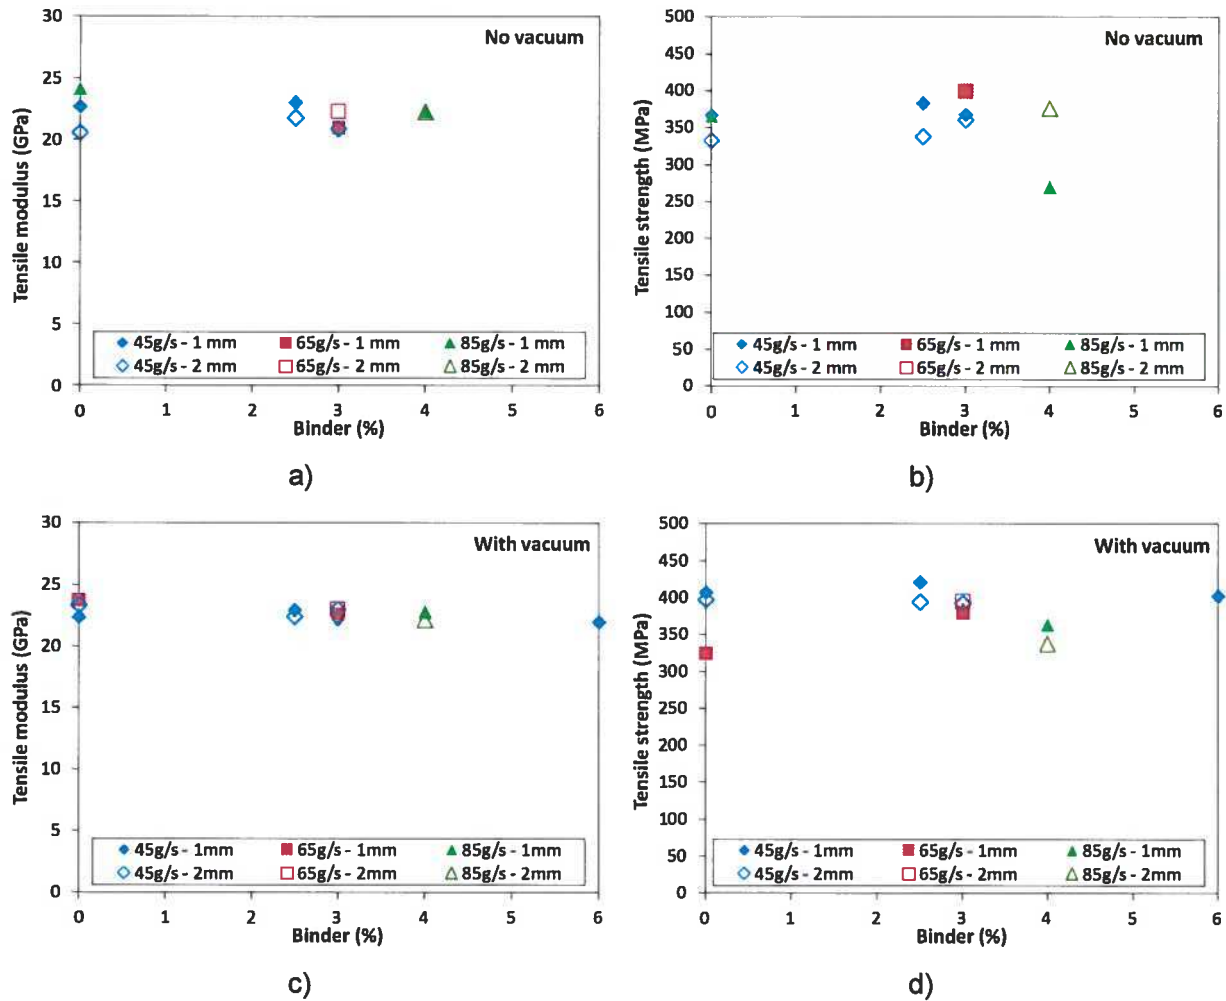 30
25
20
15
10
5
0
Tensile modulus (GPa)
No vacuum
45g/s - 1 mm 65g/s - 1 mm 85g/s - 1 mm
45g/s - 2 mm 65g/s - 2 mm 85g/s - 2 mm
0 1 2 3 4 5 6
Binder (%)
a)
500
450
400
350
300
250
200
150
100
50
0
Tensile strength (MPa)
No vacuum
45g/s - 1 mm 65g/s - 1 mm 85g/s - 1 mm
45g/s - 2 mm 65g/s - 2 mm 85g/s - 2 mm
0 1 2 3 4 5 6
Binder (%)
b)
30
25
20
15
10
5
0
Tensile modulus (GPa)
With vacuum
45g/s - 1mm 65g/s - 1mm 85g/s - 1mm
45g/s - 2mm 65g/s - 2mm 85g/s - 2mm
0 1 2 3 4 5 6
Binder (%)
c)
500
450
400
350
300
250
200
150
100
50
0
Tensile strength (MPa)
With vacuum
45g/s - 1mm 65g/s - 1mm 85g/s - 1mm
45g/s - 2mm 65g/s - 2mm 85g/s - 2mm
0 1 2 3 4 5 6
Binder (%)
d)